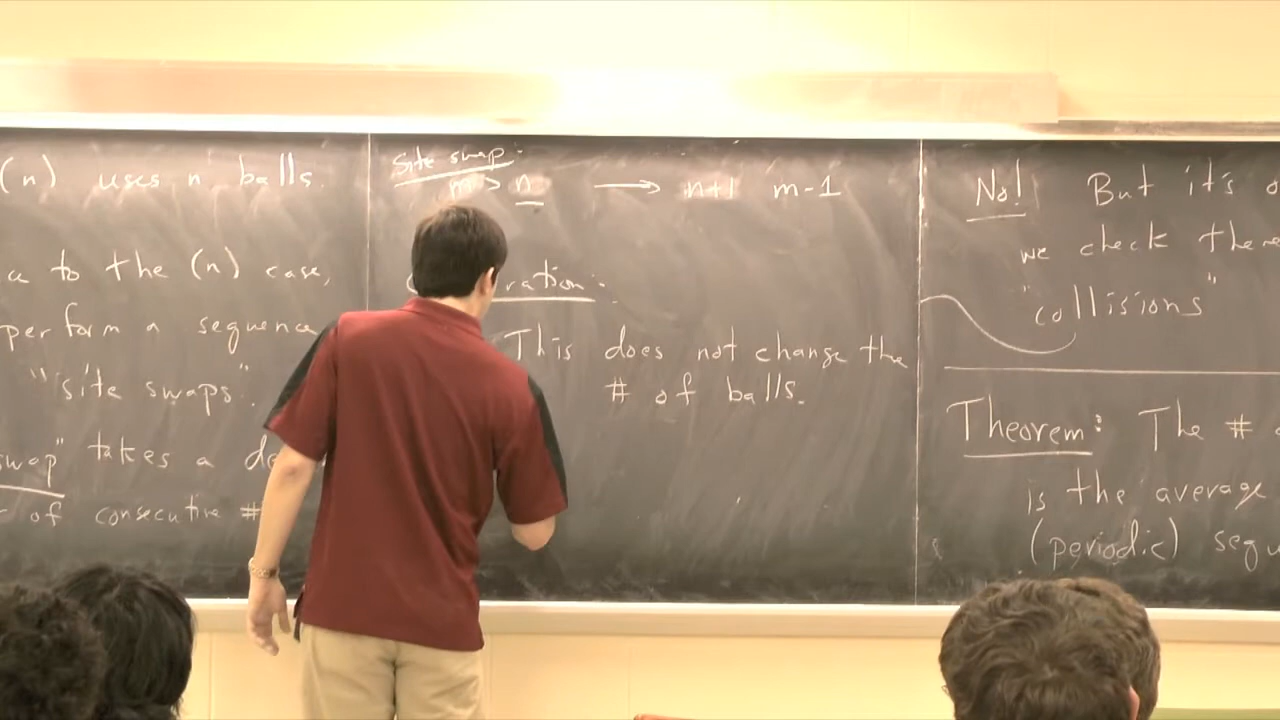 (n) uses n balls.
to the (n) case,
perform a sequence
"site swaps".
swap" takes a
of consecutive #
Site swap:
m > n → n+1 m-1
ration:
This does not change the
# of balls.
No! But it's
we check there
"collisions"
Theorem: The #
is the average
(periodic) sequ